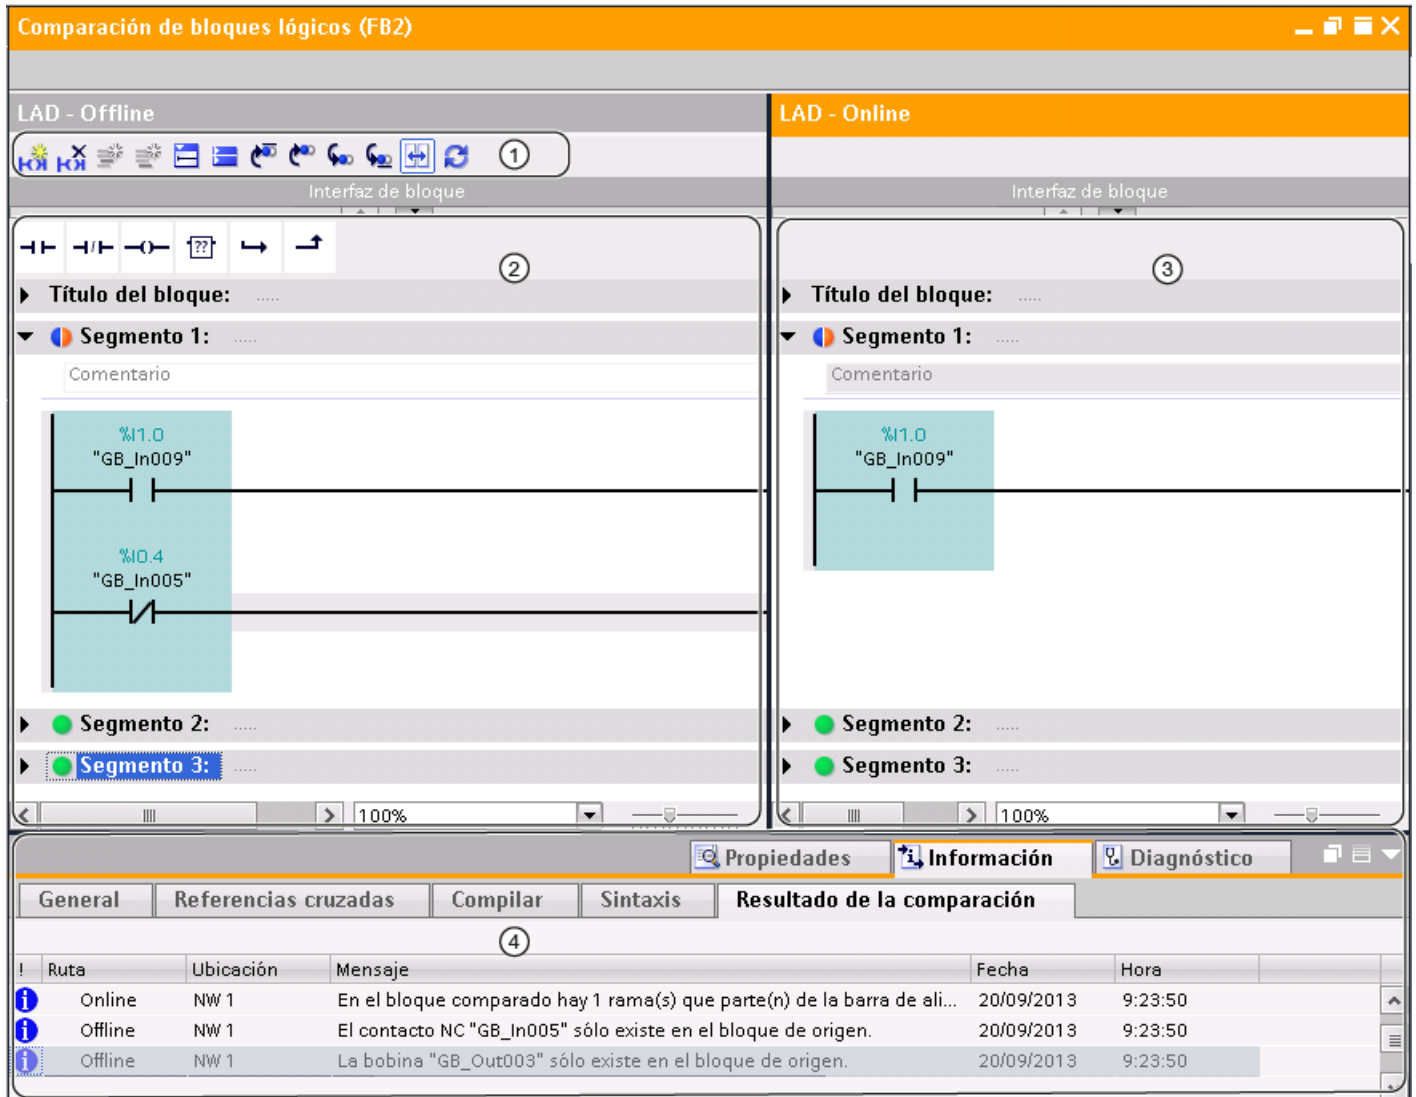 Comparación de bloques lógicos (FB2)
LAD - Offline
LAD - Online
1
Interfaz de bloque
Interfaz de bloque
??
2
3
Título del bloque: .....
Título del bloque: .....
Segmento 1: .....
Segmento 1: .....
Comentario
Comentario
%I1.0
"GB_In009"
%I1.0
"GB_In009"
%I0.4
"GB_In005"
Segmento 2: .....
Segmento 2: .....
Segmento 3: .....
Segmento 3: .....
100%
100%
Propiedades Información Diagnóstico
General Referencias cruzadas Compilar Sintaxis Resultado de la comparación
4
! Ruta Ubicación Mensaje Fecha Hora
Online NW 1 En el bloque comparado hay 1 rama(s) que parte(n) de la barra de ali... 20/09/2013 9:23:50
Offline NW 1 El contacto NC "GB_In005" sólo existe en el bloque de origen. 20/09/2013 9:23:50
Offline NW 1 La bobina "GB_Out003" sólo existe en el bloque de origen. 20/09/2013 9:23:50